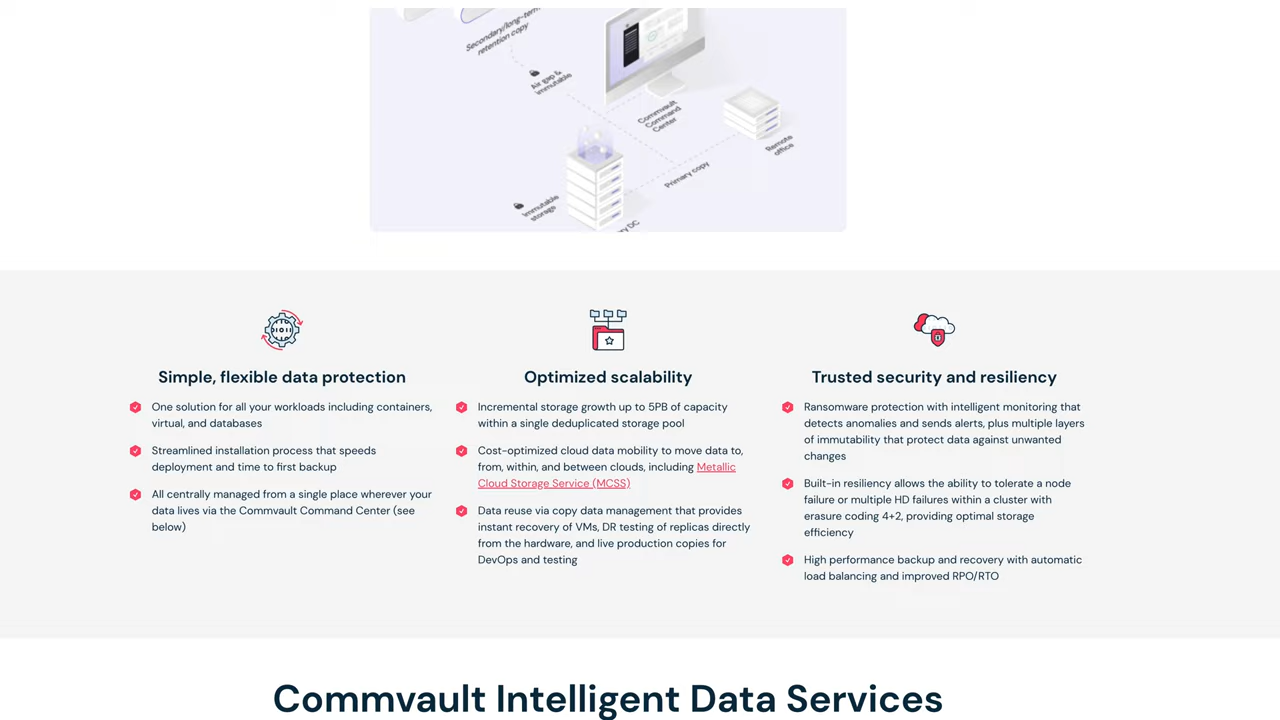 Secondary/long-term
retention copy
Air gap &
immutable
Commvault
Command
Center
Remote
office
Primary copy
Immutable
storage
DC
Simple, flexible data protection
One solution for all your workloads including containers,
virtual, and databases
Streamlined installation process that speeds
deployment and time to first backup
All centrally managed from a single place wherever your
data lives via the Commvault Command Center (see
below)
Optimized scalability
Incremental storage growth up to 5PB of capacity
within a single deduplicated storage pool
Cost-optimized cloud data mobility to move data to,
from, within, and between clouds, including Metallic
Cloud Storage Service (MCSS)
Data reuse via copy data management that provides
instant recovery of VMs, DR testing of replicas directly
from the hardware, and live production copies for
DevOps and testing
Trusted security and resiliency
Ransomware protection with intelligent monitoring that
detects anomalies and sends alerts, plus multiple layers
of immutability that protect data against unwanted
changes
Built-in resiliency allows the ability to tolerate a node
failure or multiple HD failures within a cluster with
erasure coding 4+2, providing optimal storage
efficiency
High performance backup and recovery with automatic
load balancing and improved RPO/RTO
Commvault Intelligent Data Services